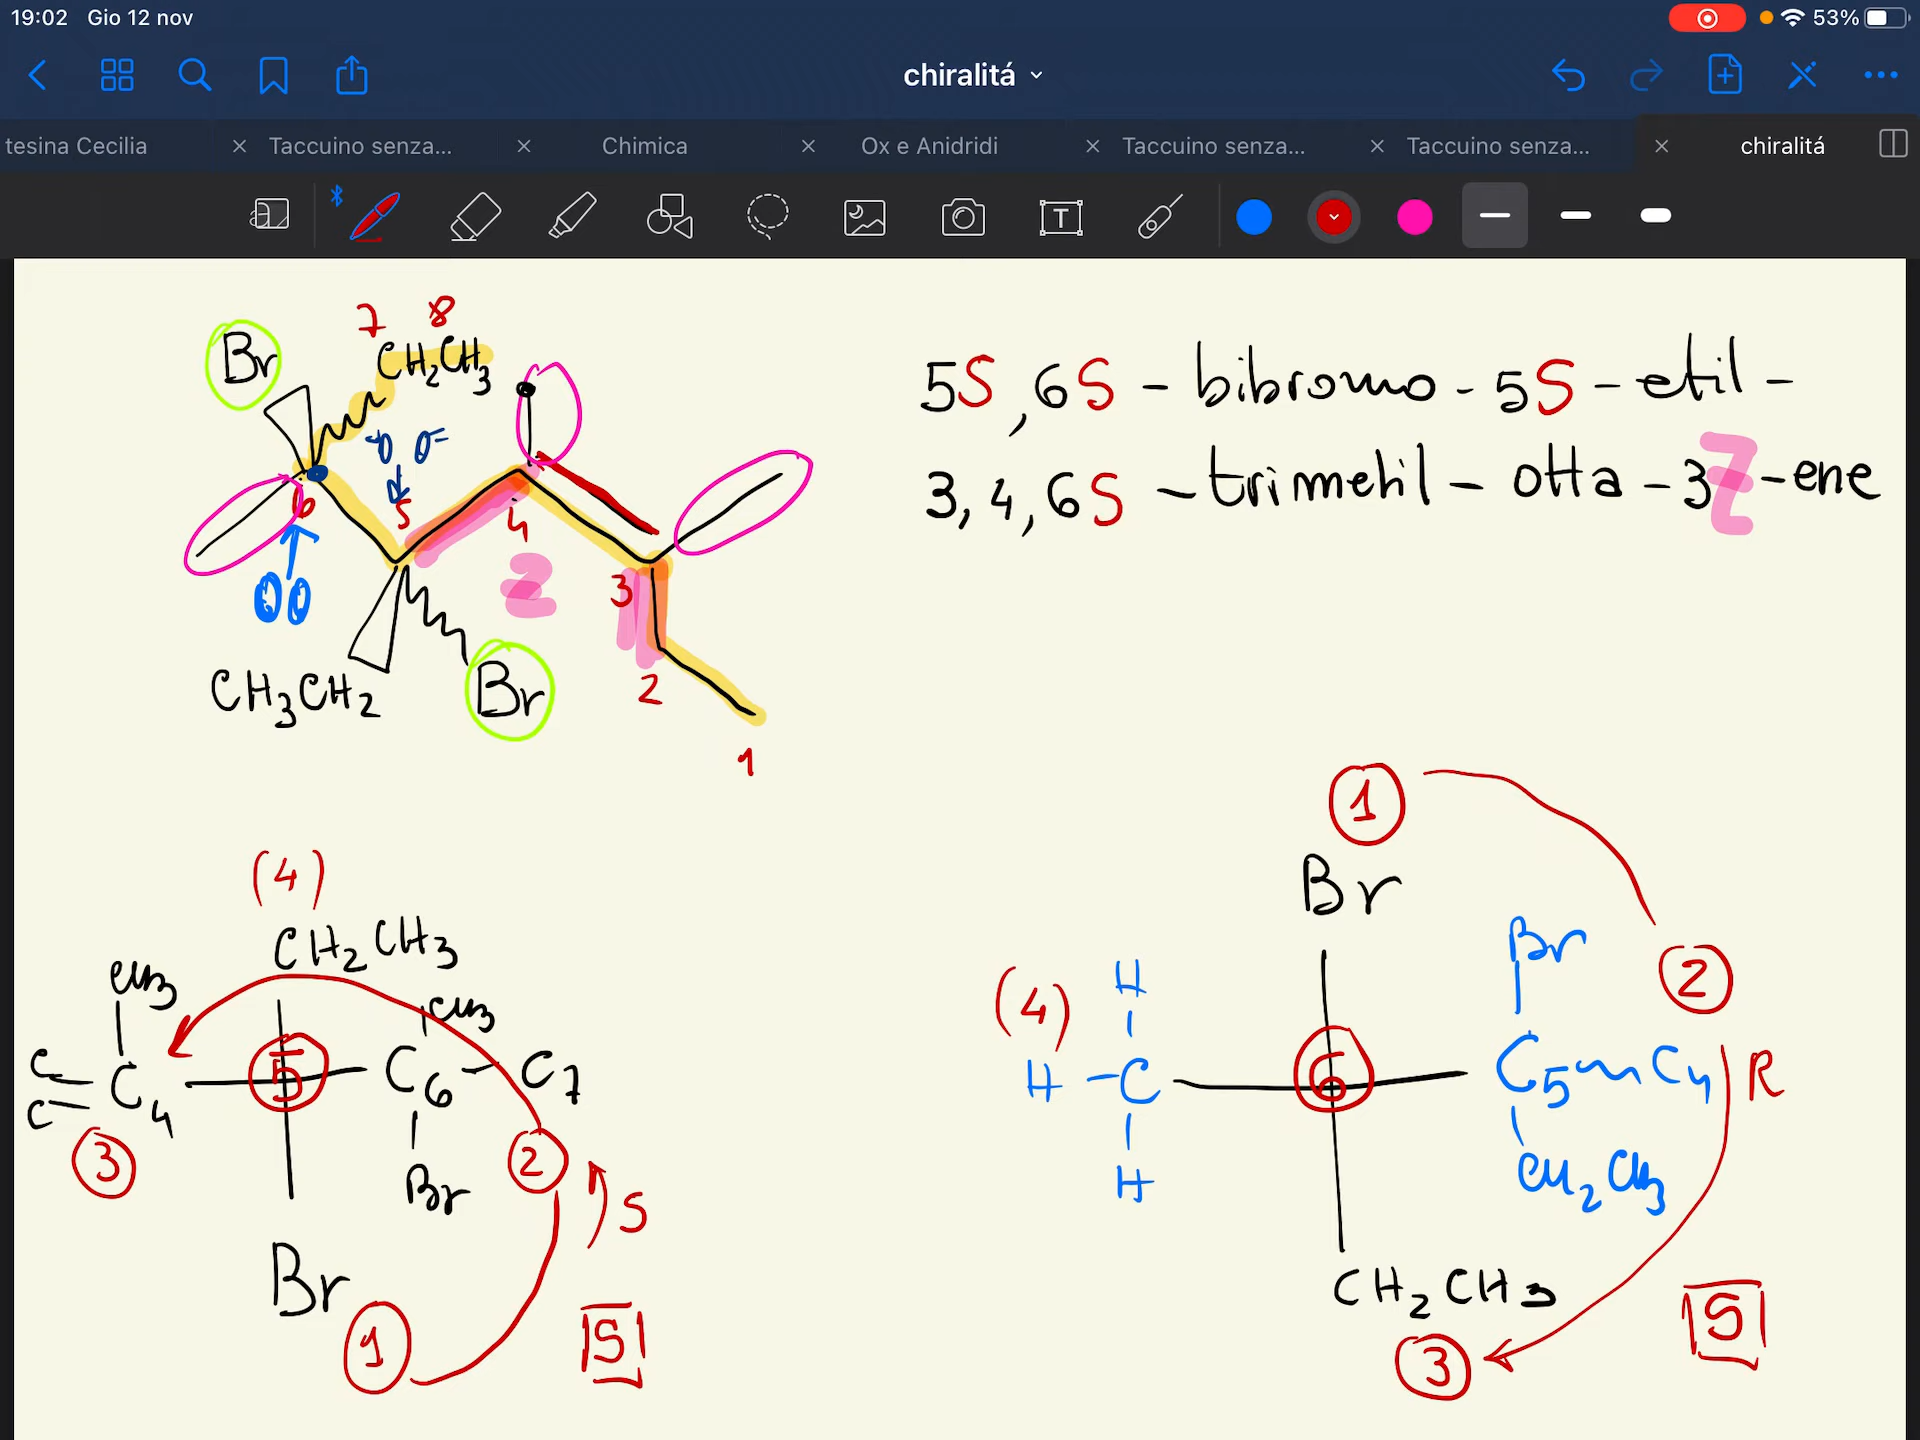 19:02 Gio 12 nov
53%
chiralitá
tesina Cecilia
Taccuino senza...
Chimica
Ox e Anidridi
Taccuino senza...
Taccuino senza...
chiralitá
a
T
7 8
Br
CH₂CH₃
5S, 6S - bibromo - 5S - etil -
3, 4, 6S - trimetil - otta - 3Z - ene
6
5
4
Z
3
2
1
CH₃CH₂
Br
(4)
CH₂CH₃
CH₃
CH₃
C
C
C₄
5
C₆ - C₇
3
2
Br
S
Br
1
S
1
Br
Br
(4)
H
2
H - C
6
C₅ C₄
R
H
CH₂CH₃
CH₂CH₃
3
S